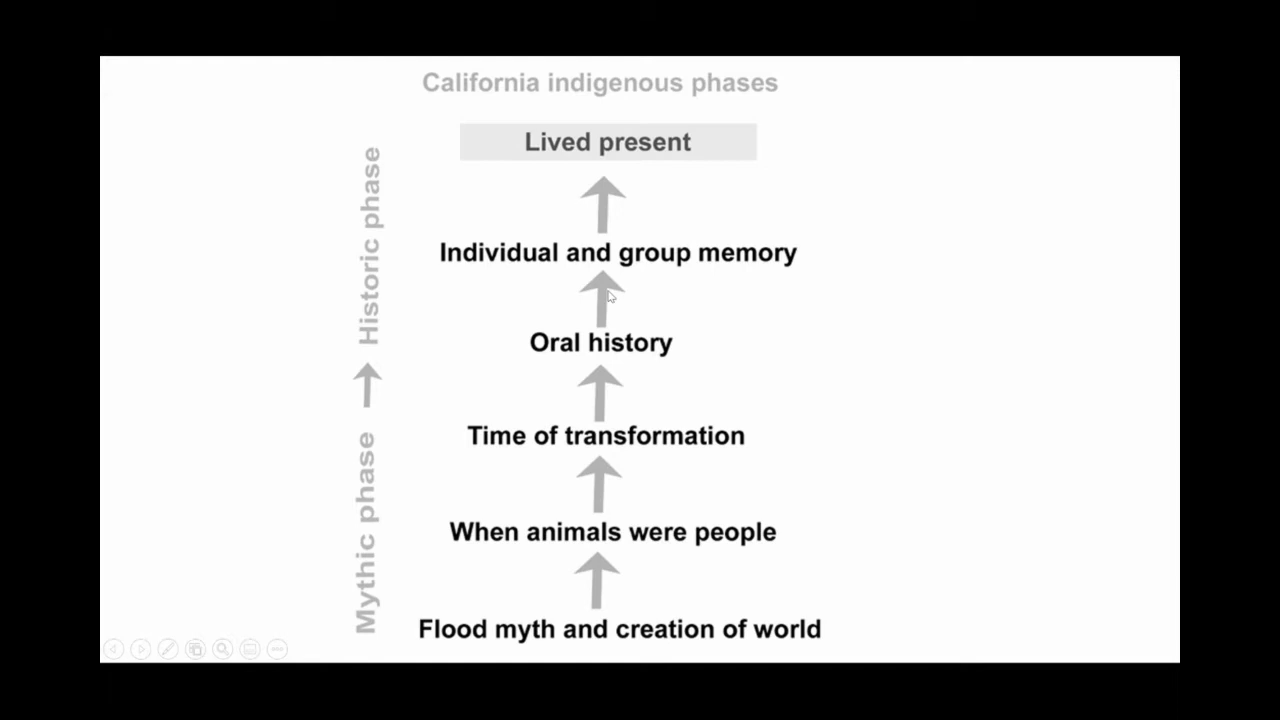 California indigenous phases
Lived present
Individual and group memory
Oral history
Time of transformation
When animals were people
Flood myth and creation of world
Historic phase
Mythic phase